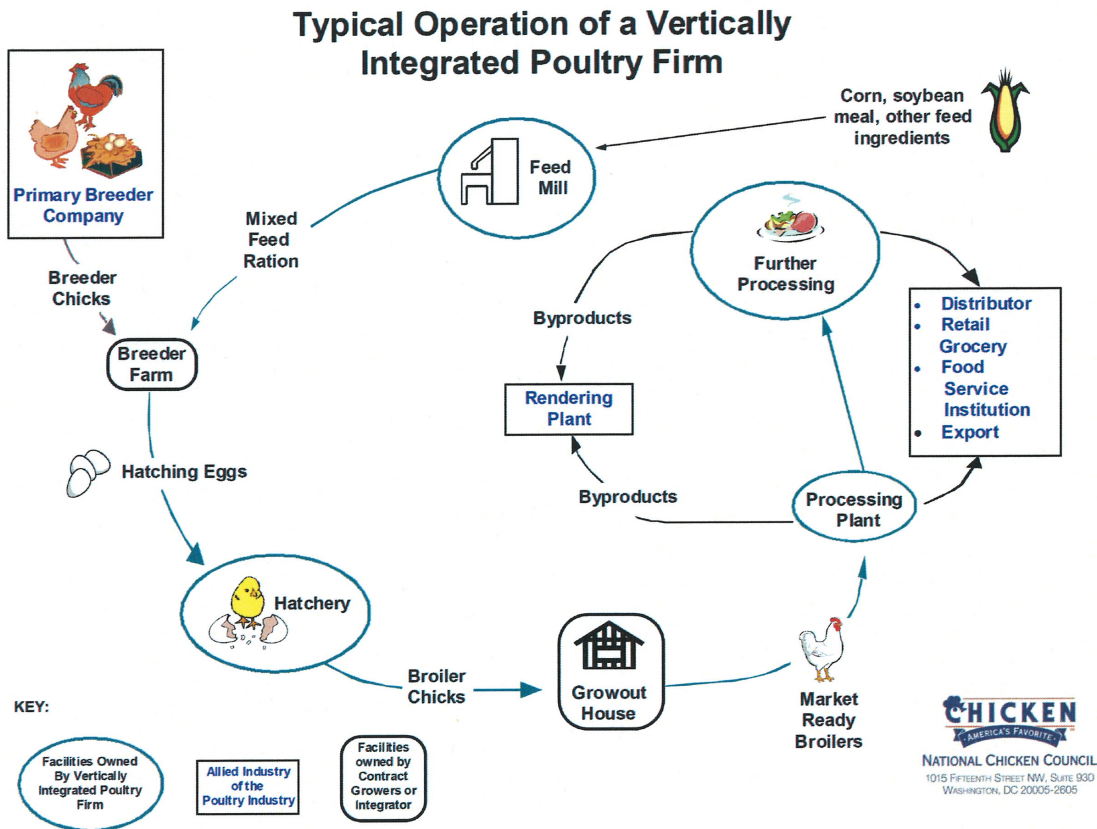 Typical Operation of a Vertically
Integrated Poultry Firm
Primary Breeder
Company
Corn, soybean
meal, other feed
ingredients
Feed
Mill
Mixed
Feed
Ration
Breeder
Chicks
Breeder
Farm
Further
Processing
Byproducts
• Distributor
• Retail
Grocery
• Food
Service
Institution
• Export
Rendering
Plant
Hatching Eggs
Byproducts
Processing
Plant
Hatchery
Broiler
Chicks
Growout
House
Market
Ready
Broilers
KEY:
Facilities Owned
By Vertically
Integrated Poultry
Firm
Allied Industry
of the
Poultry Industry
Facilities
owned by
Contract
Growers or
Integrator
CHICKEN
AMERICA'S FAVORITE
NATIONAL CHICKEN COUNCIL
1015 FIFTEENTH STREET NW, SUITE 930
WASHINGTON, DC 20005-2605